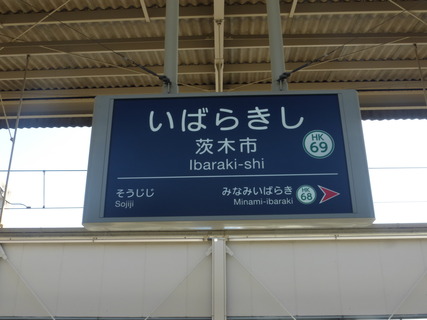 いばらきし
茨木市
HK
69
Ibaraki-shi
そうじじ
Sojiji
みなみいばらき
Minami-ibaraki
HK
68